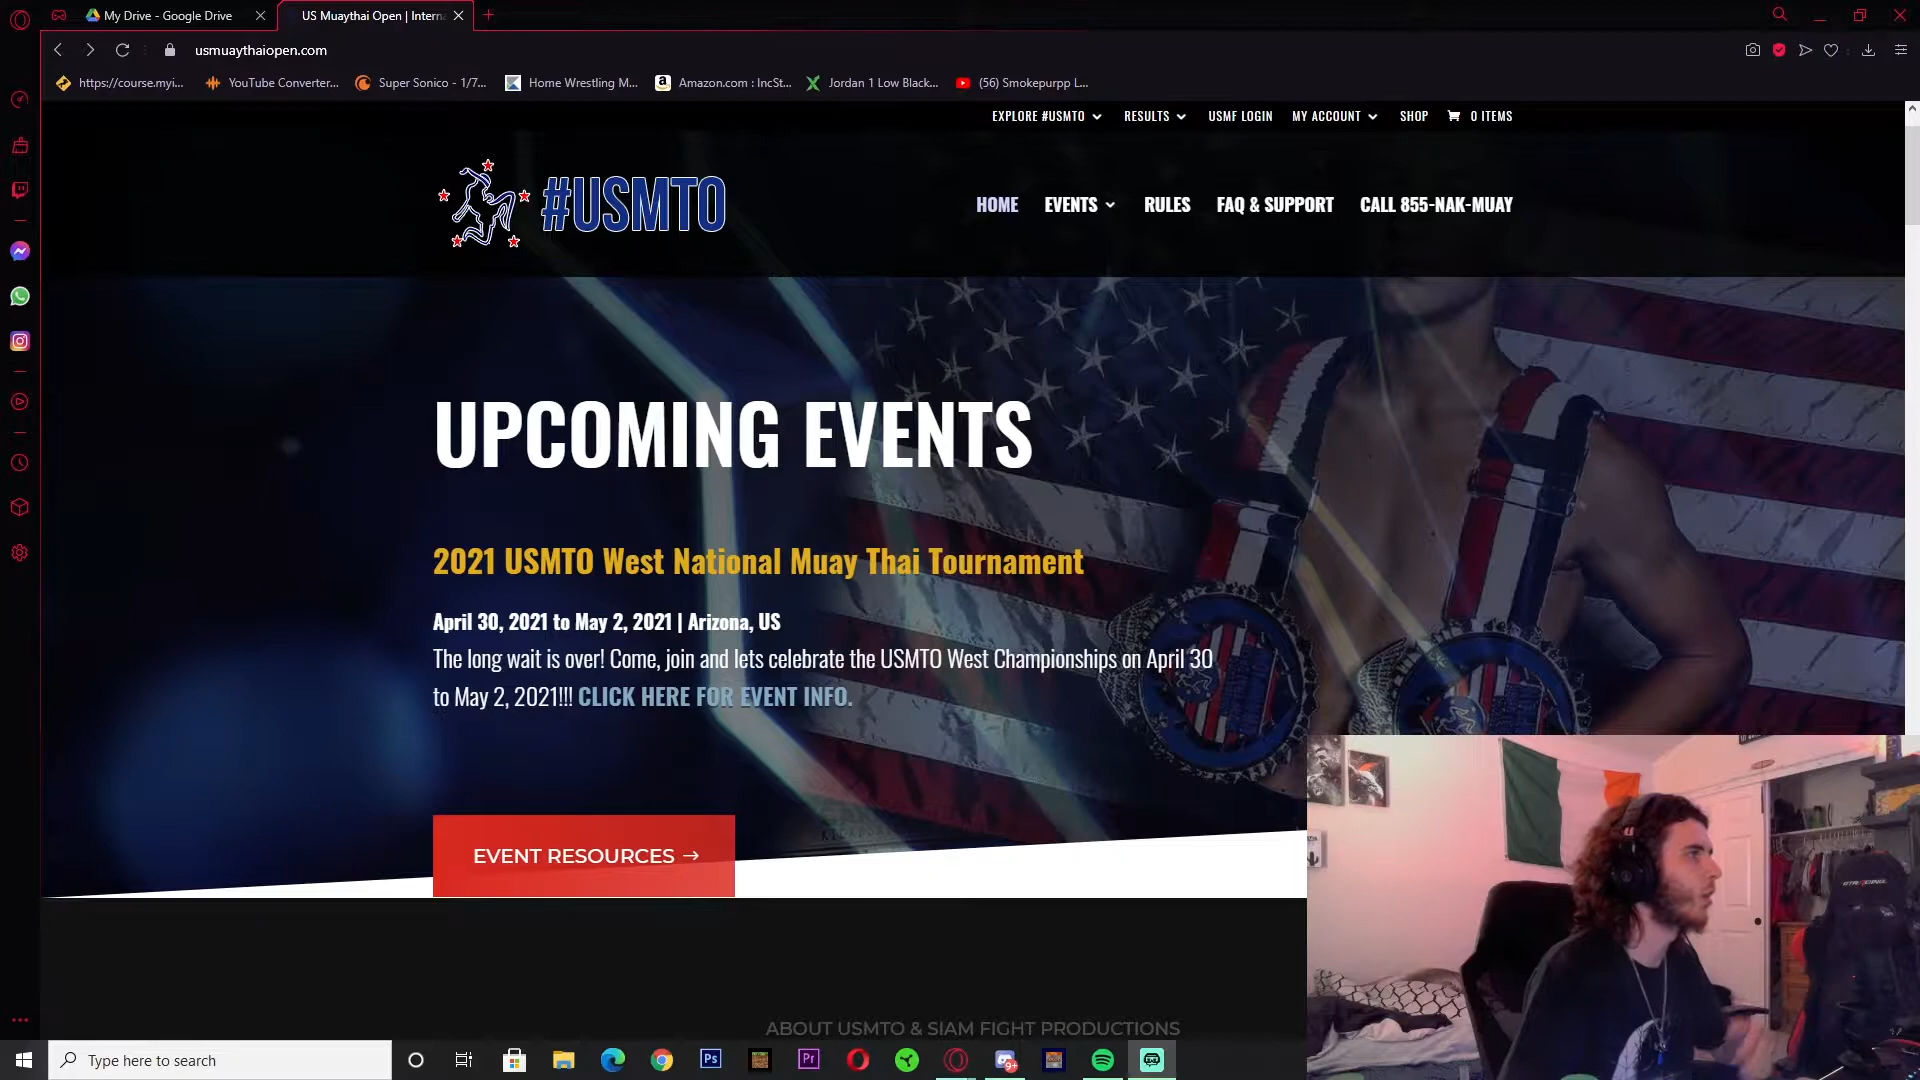 My Drive - Google Drive
US Muaythai Open | Intern
usmuaythaiopen.com
https://course.myi...
YouTube Converter...
Super Sonico - 1/7...
Home Wrestling M...
Amazon.com : IncSt...
Jordan 1 Low Black...
(56) Smokepurpp L...
EXPLORE #USMTO
RESULTS
USMF LOGIN
MY ACCOUNT
SHOP
0 ITEMS
#USMTO
HOME
EVENTS
RULES
FAQ & SUPPORT
CALL 855-NAK-MUAY
UPCOMING EVENTS
2021 USMTO West National Muay Thai Tournament
April 30, 2021 to May 2, 2021 | Arizona, US
The long wait is over! Come, join and lets celebrate the USMTO West Championships on April 30
to May 2, 2021!!! CLICK HERE FOR EVENT INFO.
EVENT RESOURCES →
ABOUT USMTO & SIAM FIGHT PRODUCTIONS
Type here to search
Ps
Pr
9+